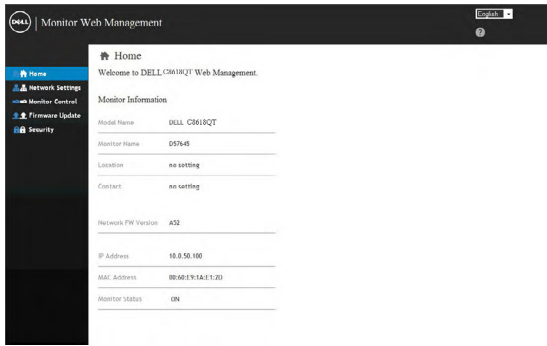 DELL | Monitor Web Management
English
?
Home
Network Settings
Monitor Control
Firmware Update
Security
Home
Welcome to DELL C8618QT Web Management.
Monitor Information
Model Name DELL C8618QT
Monitor Name D57645
Location no setting
Contact no setting
Network FW Version A52
IP Address 10.0.50.100
MAC Address
Monitor Status ON